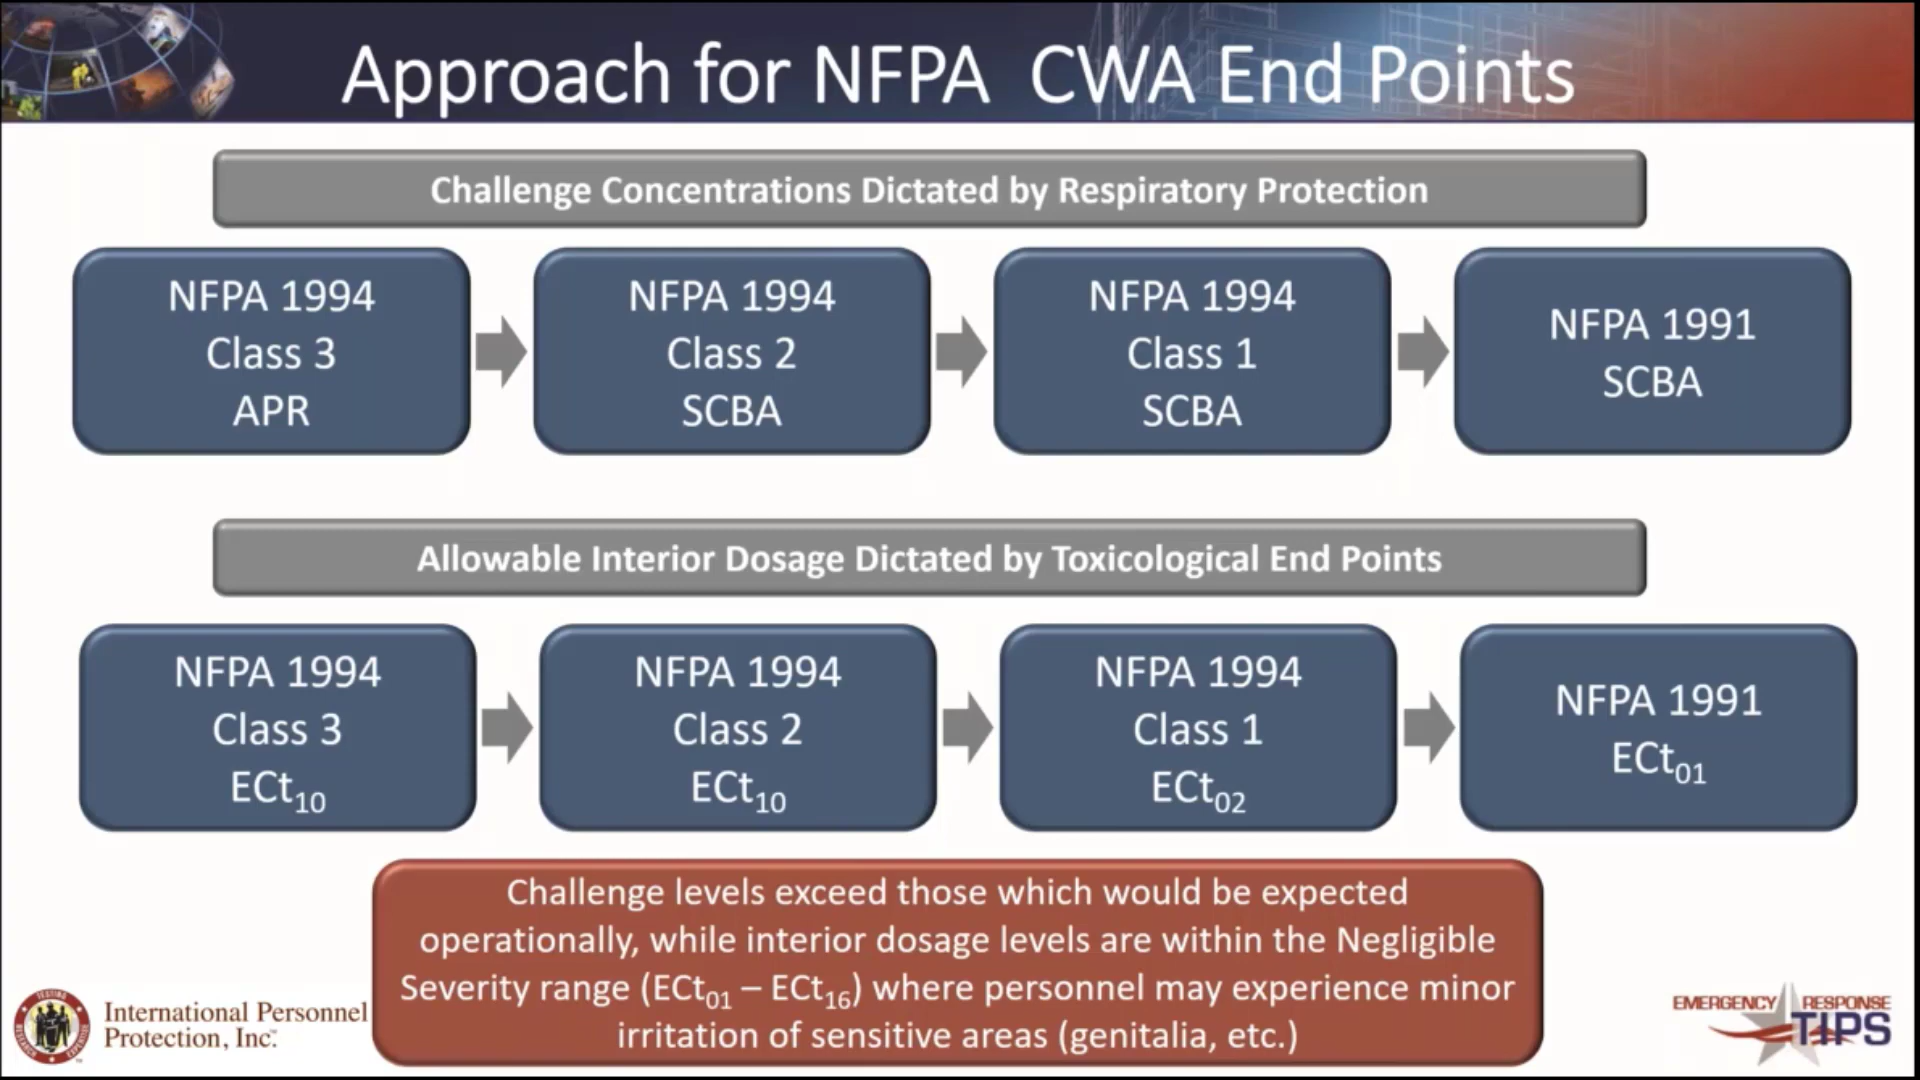 Approach for NFPA CWA End Points
Challenge Concentrations Dictated by Respiratory Protection
NFPA 1994
Class 3
APR
NFPA 1994
Class 2
SCBA
NFPA 1994
Class 1
SCBA
NFPA 1991
SCBA
Allowable Interior Dosage Dictated by Toxicological End Points
NFPA 1994
Class 3
ECt10
NFPA 1994
Class 2
ECt10
NFPA 1994
Class 1
ECt02
NFPA 1991
ECt01
Challenge levels exceed those which would be expected
operationally, while interior dosage levels are within the Negligible
Severity range (ECt01 – ECt16) where personnel may experience minor
irritation of sensitive areas (genitalia, etc.)
TESTING
RESEARCH
International Personnel
Protection, Inc.
EMERGENCY RESPONSE
TIPS